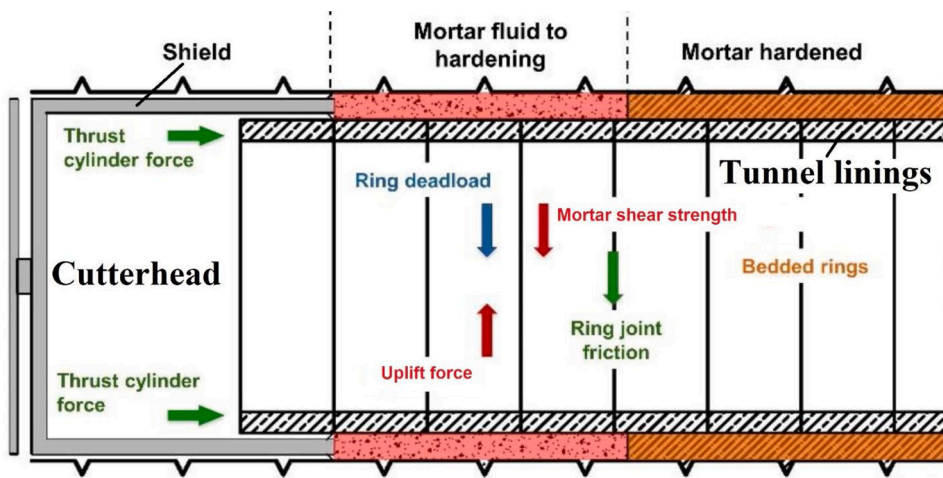 Shield
Mortar fluid to
hardening
Mortar hardened
Thrust
cylinder force
Ring deadload
Mortar shear strength
Tunnel linings
Cutterhead
Bedded rings
Ring joint
friction
Uplift force
Thrust cylinder
force